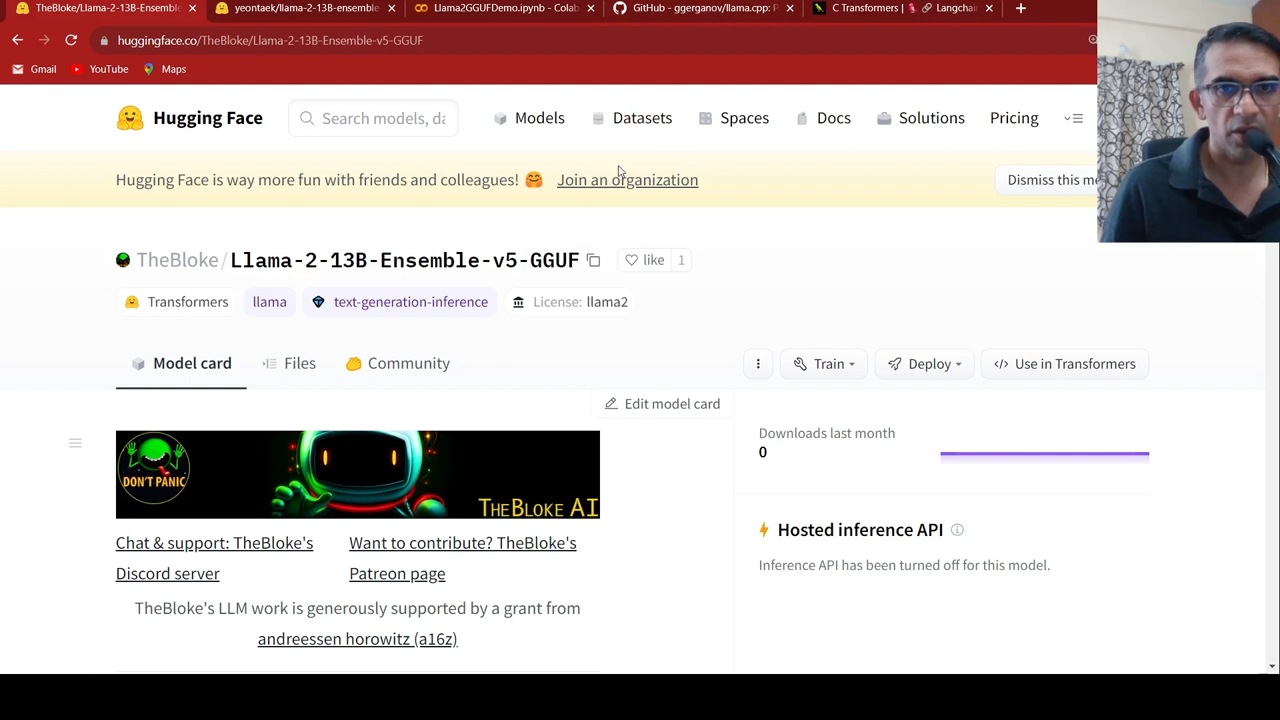 TheBloke/Llama-2-13B-Ensemble-
yeontaek/llama-2-13b-ensemble
Llama2GGUFDemo.ipynb - Colab
GitHub - ggerganov/llama.cpp: P
C Transformers | 🦜🔗 Langchain
huggingface.co/TheBloke/Llama-2-13B-Ensemble-v5-GGUF
Gmail YouTube Maps
Hugging Face
Search models, da
Models
Datasets
Spaces
Docs
Solutions
Pricing
Hugging Face is way more fun with friends and colleagues! 🤗 Join an organization
Dismiss this me
TheBloke/Llama-2-13B-Ensemble-v5-GGUF
like 1
Transformers llama text-generation-inference License: llama2
Model card Files Community
Train Deploy Use in Transformers
Edit model card
DON'T PANIC
THEBLOKE AI
Chat & support: TheBloke's
Discord server
Want to contribute? TheBloke's
Patreon page
TheBloke's LLM work is generously supported by a grant from
andreessen horowitz (a16z)
Downloads last month
0
Hosted inference API
Inference API has been turned off for this model.